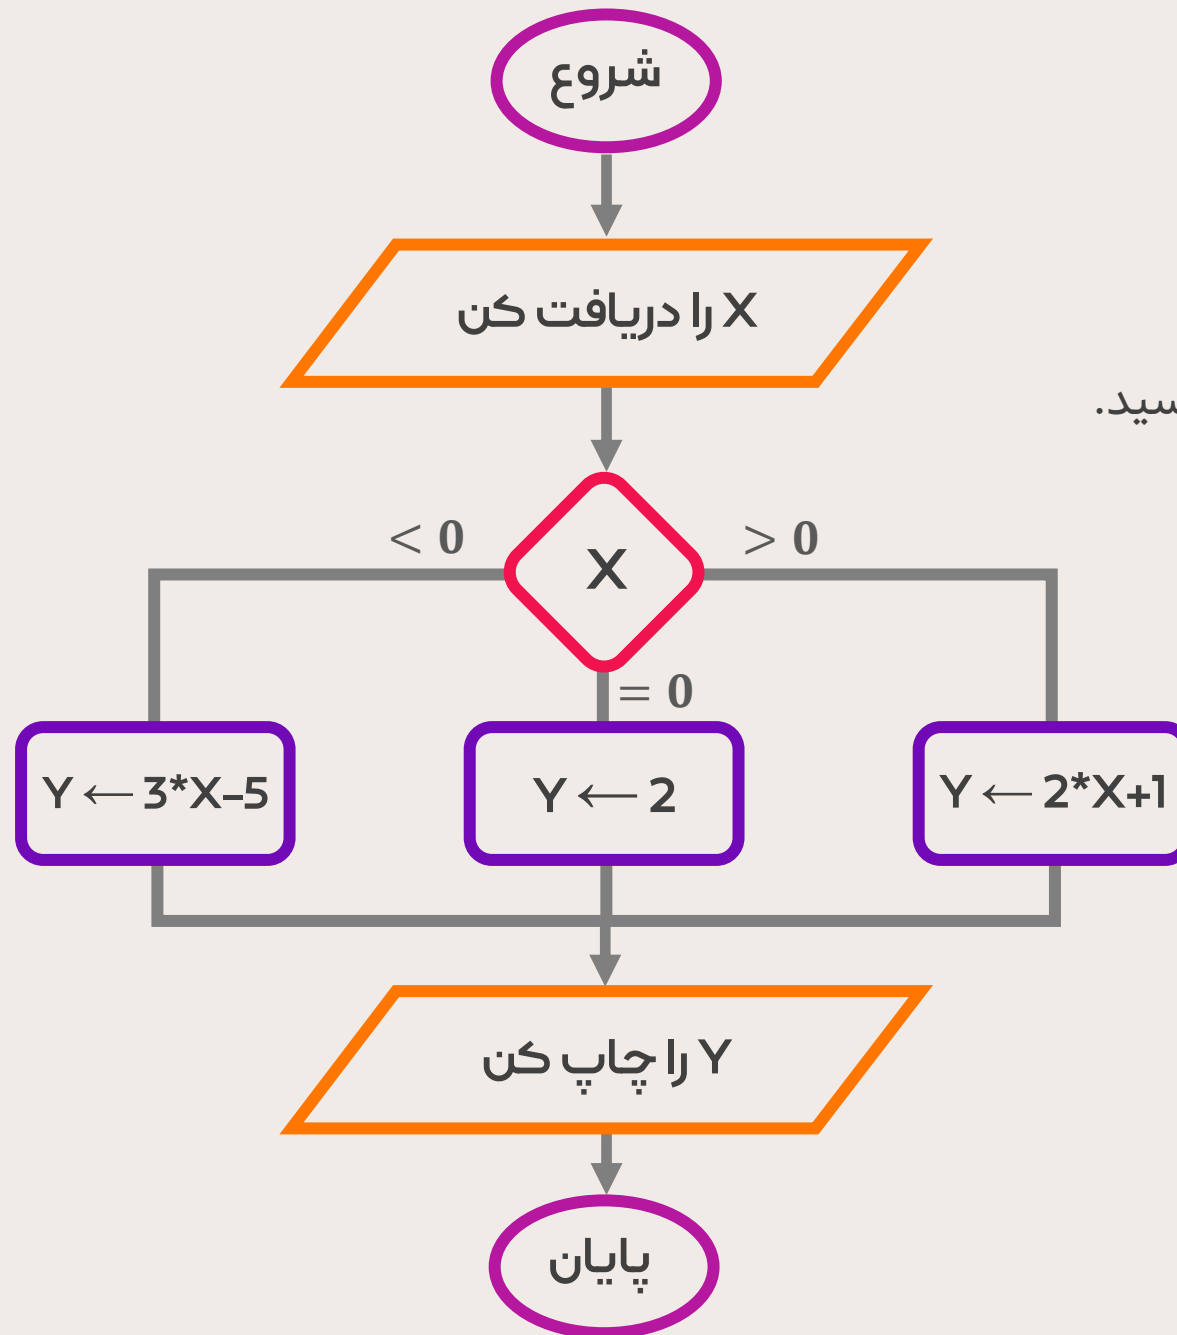 شروع
X را دریافت کن
< 0
> 0
X
= 0
Y ← 3*X-5
Y ← 2
Y ← 2*X+1
Y را چاپ کن
پایان